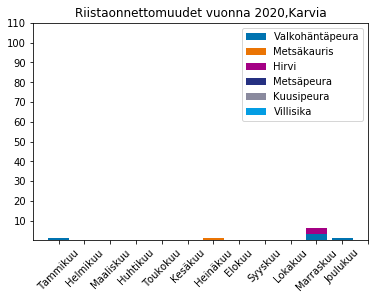 Riistaonnettomuudet vuonna 2020,Karvia
110
100
90
80
70
60
50
40
30
20
10
Valkohäntäpeura
Metsäkauris
Hirvi
Metsäpeura
Kuusipeura
Villisika
Tammikuu
Helmikuu
Maaliskuu
Huhtikuu
Toukokuu
Kesäkuu
Heinäkuu
Elokuu
Syyskuu
Lokakuu
Marraskuu
Joulukuu